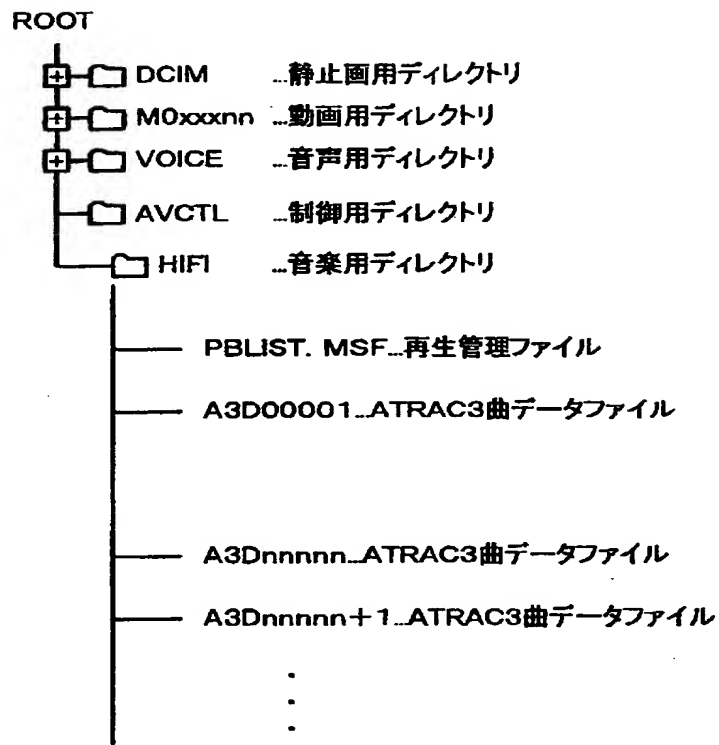 ROOT
DCIM ...静止画用ディレクトリ
M0xxxnn ...動画用ディレクトリ
VOICE ...音声用ディレクトリ
AVCTL ...制御用ディレクトリ
HIFI ...音楽用ディレクトリ
PBLIST. MSF...再生管理ファイル
A3D00001...ATRAC3曲データファイル
A3Dnnnnn...ATRAC3曲データファイル
A3Dnnnnn+1...ATRAC3曲データファイル